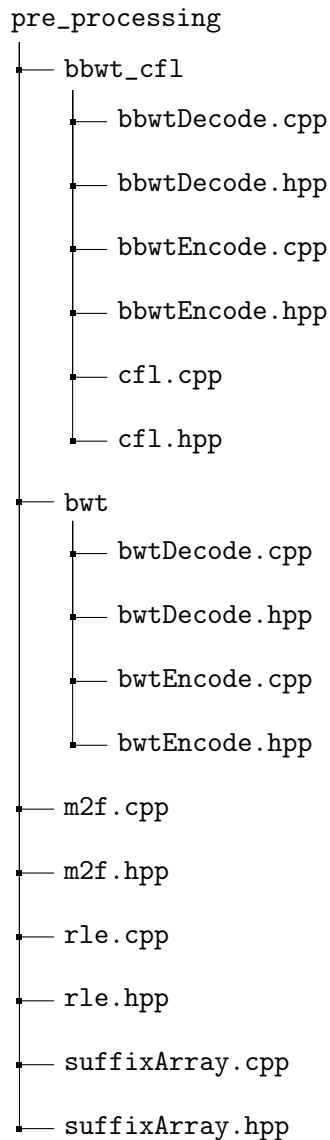 pre_processing
bbwt_cfl
bbwtDecode.cpp
bbwtDecode.hpp
bbwtEncode.cpp
bbwtEncode.hpp
cfl.cpp
cfl.hpp
bwt
bwtDecode.cpp
bwtDecode.hpp
bwtEncode.cpp
bwtEncode.hpp
m2f.cpp
m2f.hpp
rle.cpp
rle.hpp
suffixArray.cpp
suffixArray.hpp